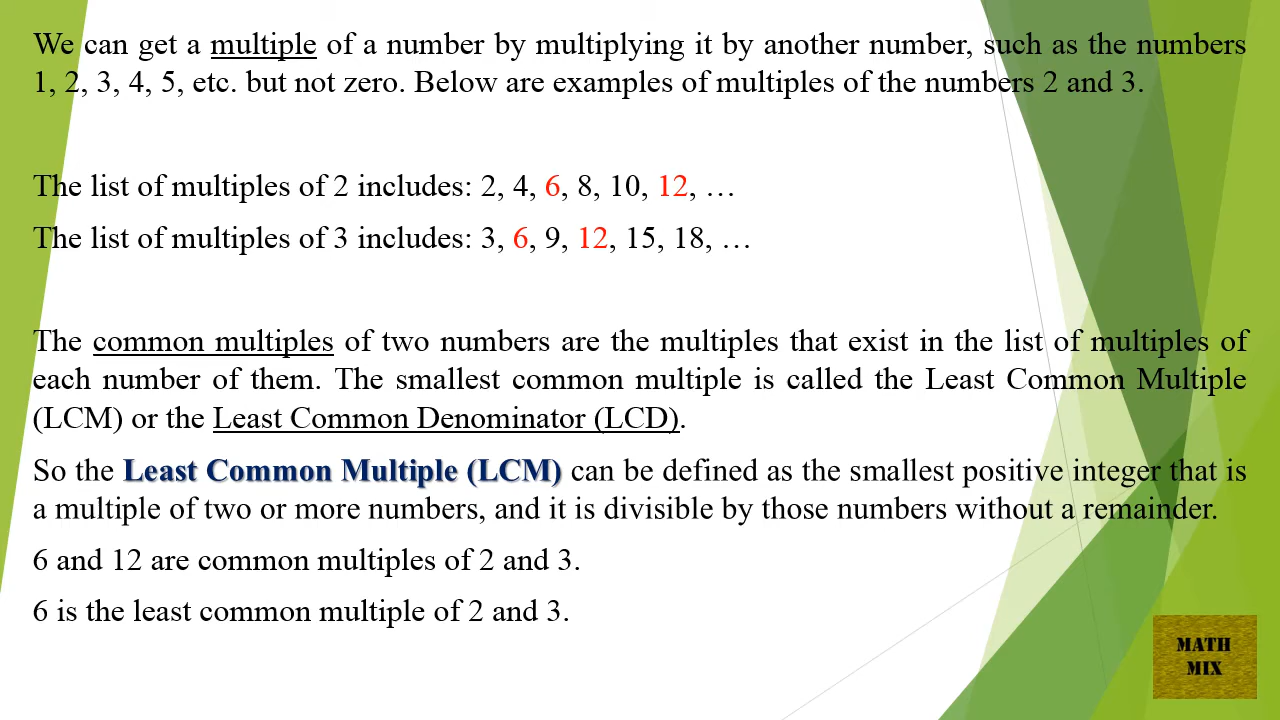 We can get a multiple of a number by multiplying it by another number, such as the numbers
1, 2, 3, 4, 5, etc. but not zero. Below are examples of multiples of the numbers 2 and 3.
The list of multiples of 2 includes: 2, 4, 6, 8, 10, 12, …
The list of multiples of 3 includes: 3, 6, 9, 12, 15, 18, …
The common multiples of two numbers are the multiples that exist in the list of multiples of
each number of them. The smallest common multiple is called the Least Common Multiple
(LCM) or the Least Common Denominator (LCD).
So the Least Common Multiple (LCM) can be defined as the smallest positive integer that is
a multiple of two or more numbers, and it is divisible by those numbers without a remainder.
6 and 12 are common multiples of 2 and 3.
6 is the least common multiple of 2 and 3.
MATH
MIX